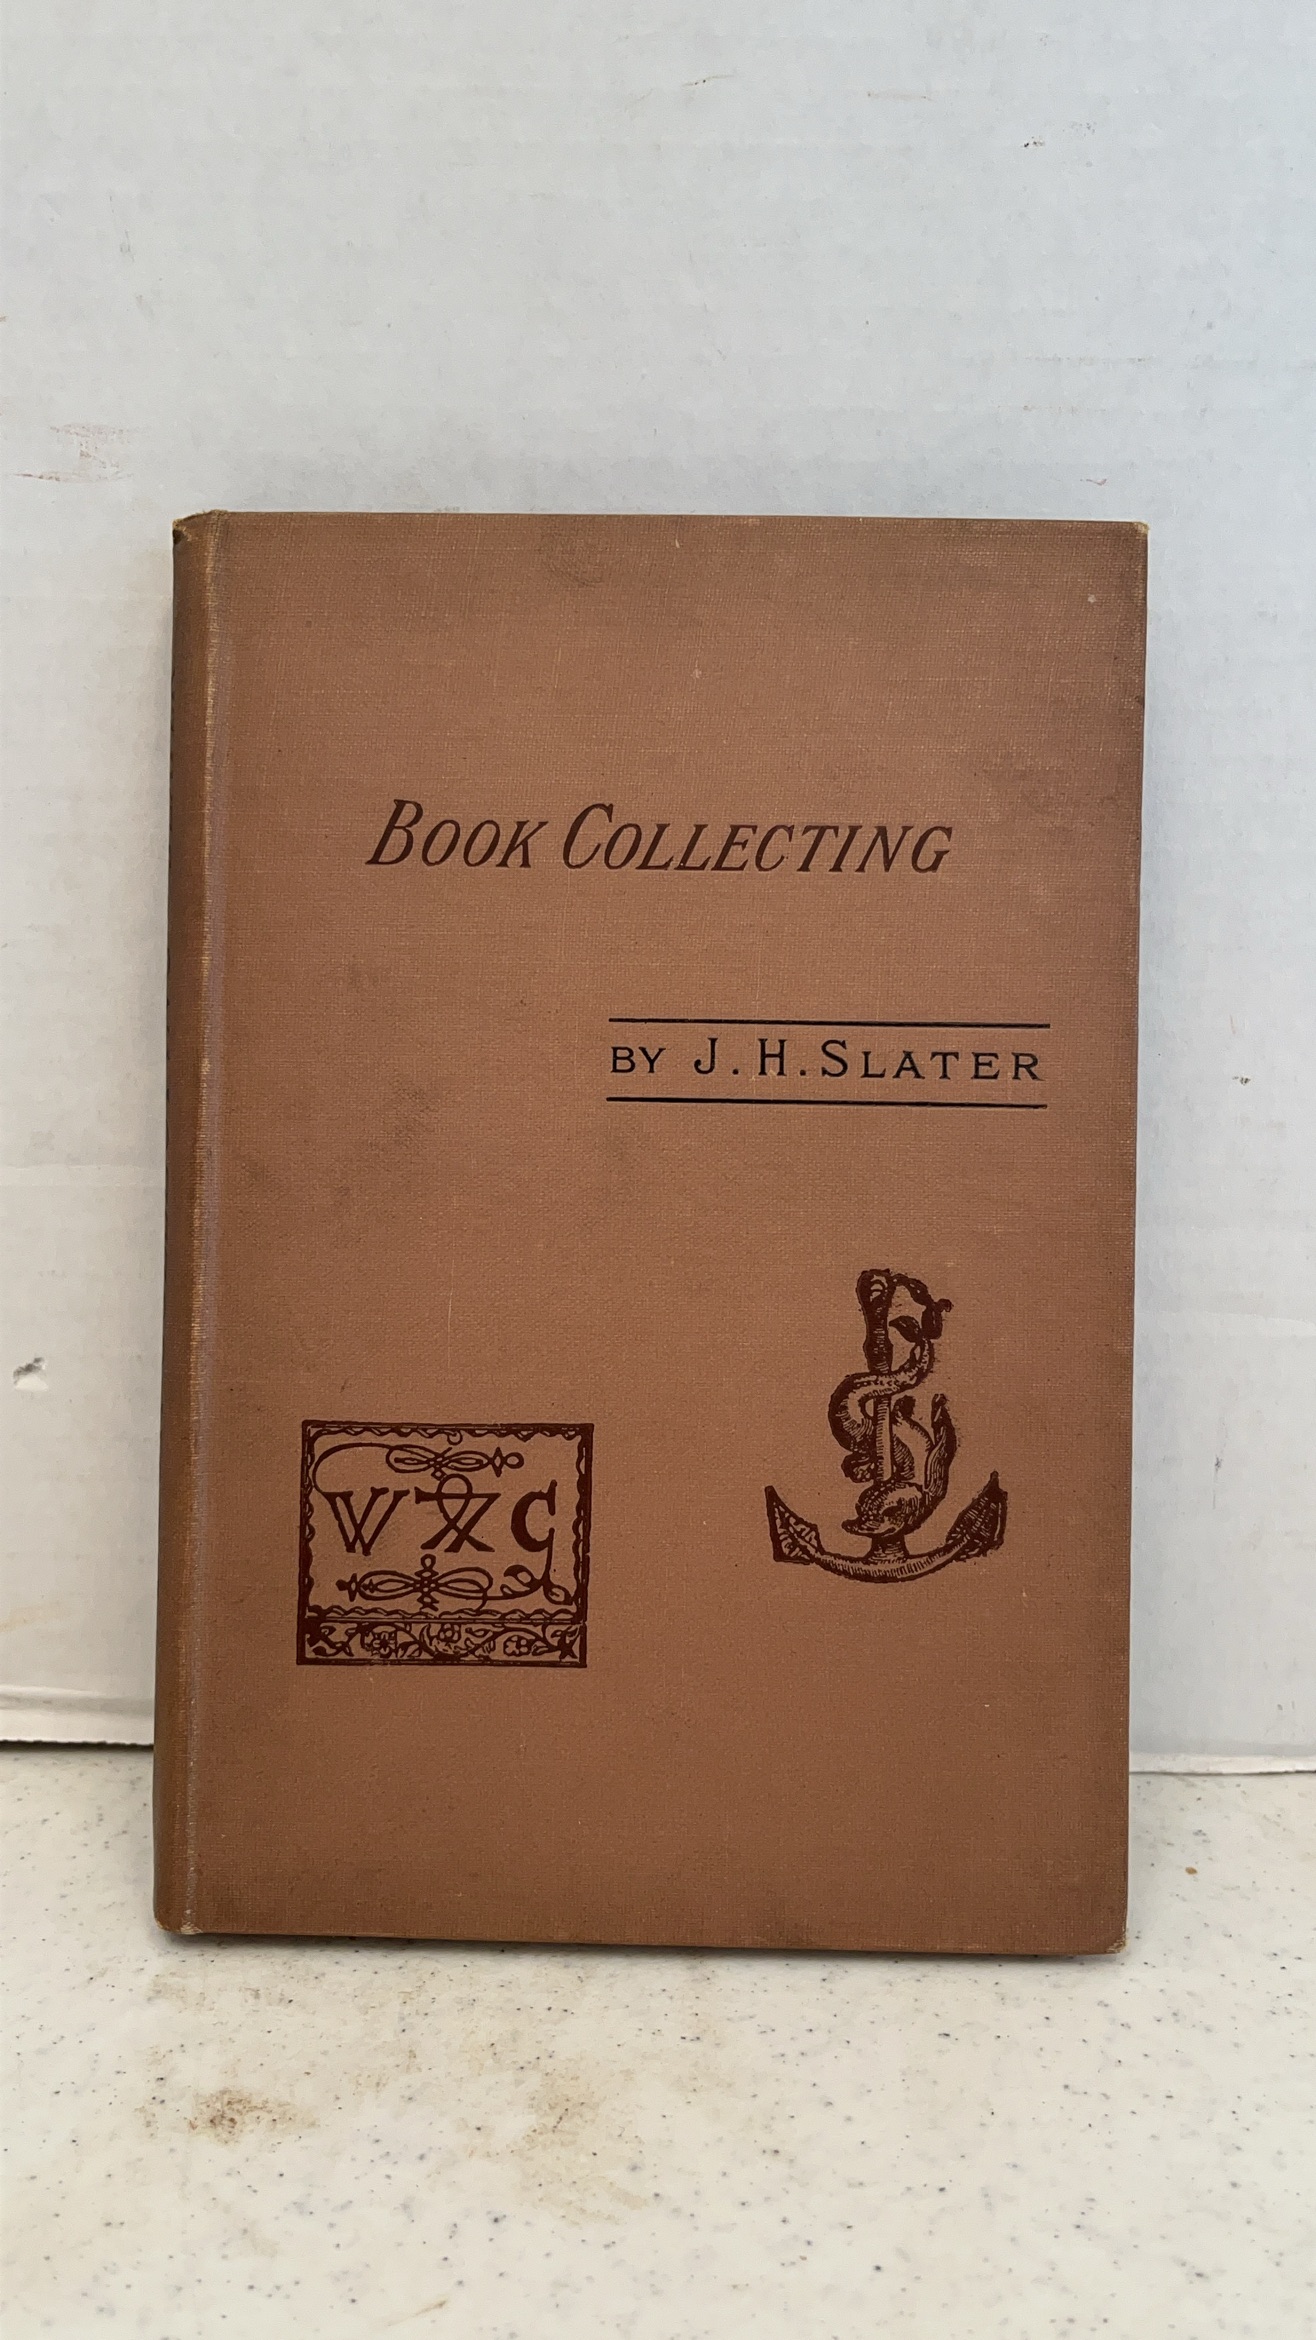 BOOK COLLECTING
BY J. H. SLATER
W C